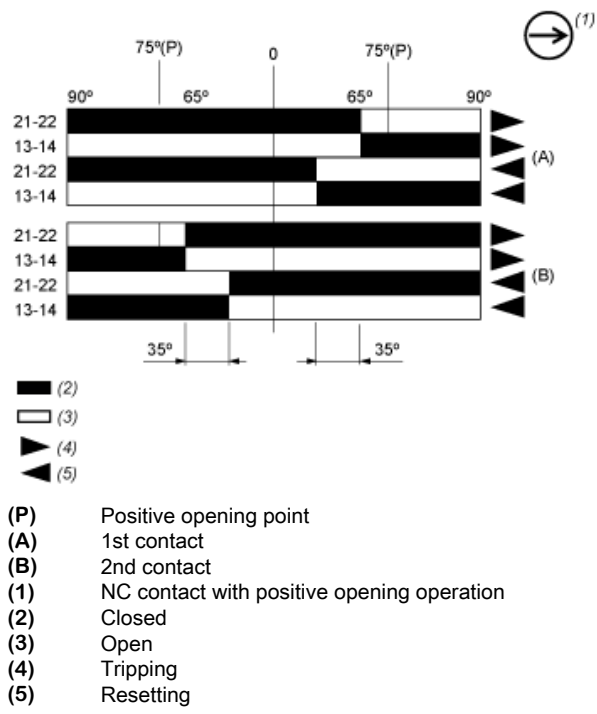 (1)
75º(P) 0 75º(P)
90º 65º 65º 90º
21-22
13-14
21-22
13-14
(A)
21-22
13-14
21-22
13-14
(B)
35º 35º
(2)
(3)
(4)
(5)
(P) Positive opening point
(A) 1st contact
(B) 2nd contact
(1) NC contact with positive opening operation
(2) Closed
(3) Open
(4) Tripping
(5) Resetting